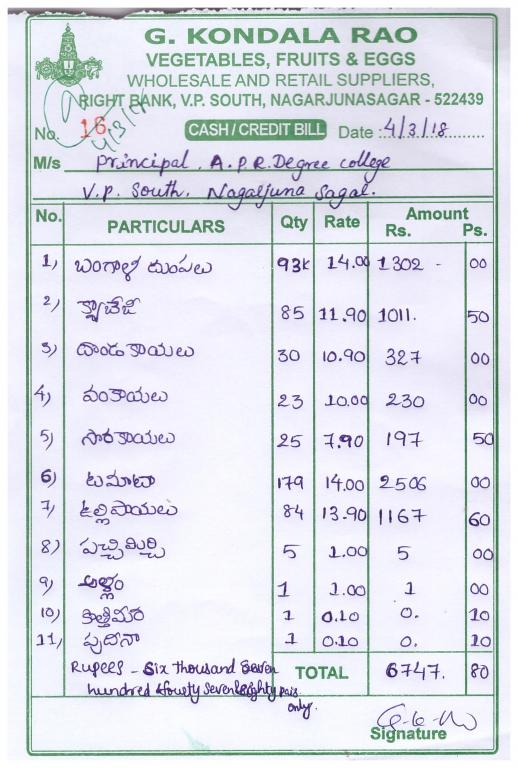 G. KONDALA RAO
VEGETABLES, FRUITS & EGGS
WHOLESALE AND RETAIL SUPPLIERS,
RIGHT BANK, V.P. SOUTH, NAGARJUNASAGAR - 522439
No. 16 CASH / CREDIT BILL Date :4/3/18
4/3/18
M/s Principal, A.P.R. Degree college
V.P. South, Nagarjuna Sagar.
No. PARTICULARS Qty Rate Amount
Rs. Ps.
1) బంగాళ దుంపలు 93k 14.00 1302 - 00
2) క్యాబేజి 85 11.90 1011. 50
3) దొండకాయలు 30 10.90 327 00
4) వంకాయలు 23 10.00 230 00
5) సొరకాయలు 25 7.90 197 50
6) టమాటా 179 14.00 2506 00
7) ఉల్లిపాయలు 84 13.90 1167 60
8) పచ్చిమిర్చి 5 1.00 5 00
9) అల్లం 1 1.00 1 00
10) కొత్తిమీర 1 0.10 0. 10
11) పుదీనా 1 0.10 0. 10
Rupees - Six thousand Seven TOTAL 6747. 80
hundred & fourty Seven & Eighty pais
only.
Signature